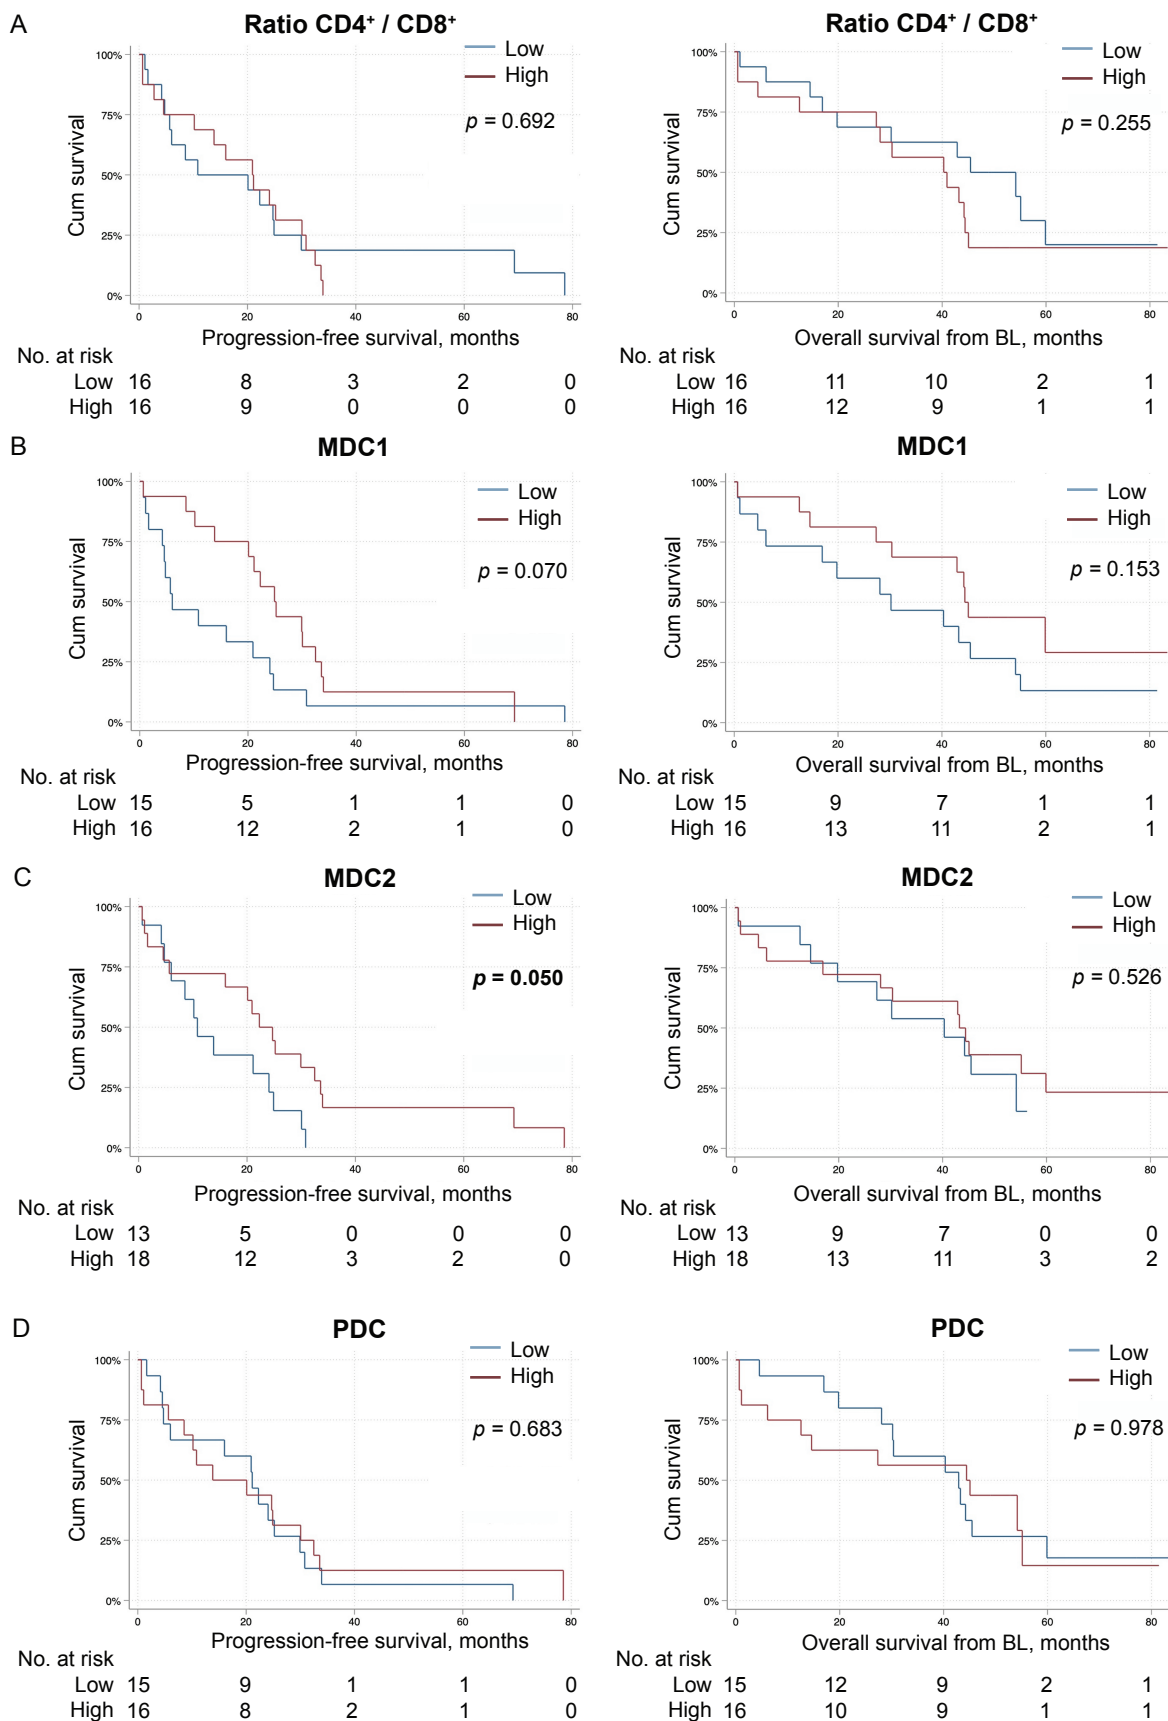 A
Ratio CD4⁺ / CD8⁺
Low
High
p = 0.692
100%
75%
50%
25%
0%
Cum survival
0 20 40 60 80
Progression-free survival, months
No. at risk
Low 16 8 3 2 0
High 16 9 0 0 0
Ratio CD4⁺ / CD8⁺
Low
High
p = 0.255
100%
75%
50%
25%
0%
Cum survival
0 20 40 60 80
Overall survival from BL, months
No. at risk
Low 16 11 10 2 1
High 16 12 9 1 1
B
MDC1
Low
High
p = 0.070
100%
75%
50%
25%
0%
Cum survival
0 20 40 60 80
Progression-free survival, months
No. at risk
Low 15 5 1 1 0
High 16 12 2 1 0
MDC1
Low
High
p = 0.153
100%
75%
50%
25%
0%
Cum survival
0 20 40 60 80
Overall survival from BL, months
No. at risk
Low 15 9 7 1 1
High 16 13 11 2 1
C
MDC2
Low
High
p = 0.050
100%
75%
50%
25%
0%
Cum survival
0 20 40 60 80
Progression-free survival, months
No. at risk
Low 13 5 0 0 0
High 18 12 3 2 0
MDC2
Low
High
p = 0.526
100%
75%
50%
25%
0%
Cum survival
0 20 40 60 80
Overall survival from BL, months
No. at risk
Low 13 9 7 0 0
High 18 13 11 3 2
D
PDC
Low
High
p = 0.683
100%
75%
50%
25%
0%
Cum survival
0 20 40 60 80
Progression-free survival, months
No. at risk
Low 15 9 1 1 0
High 16 8 2 1 0
PDC
Low
High
p = 0.978
100%
75%
50%
25%
0%
Cum survival
0 20 40 60 80
Overall survival from BL, months
No. at risk
Low 15 12 9 2 1
High 16 10 9 1 1